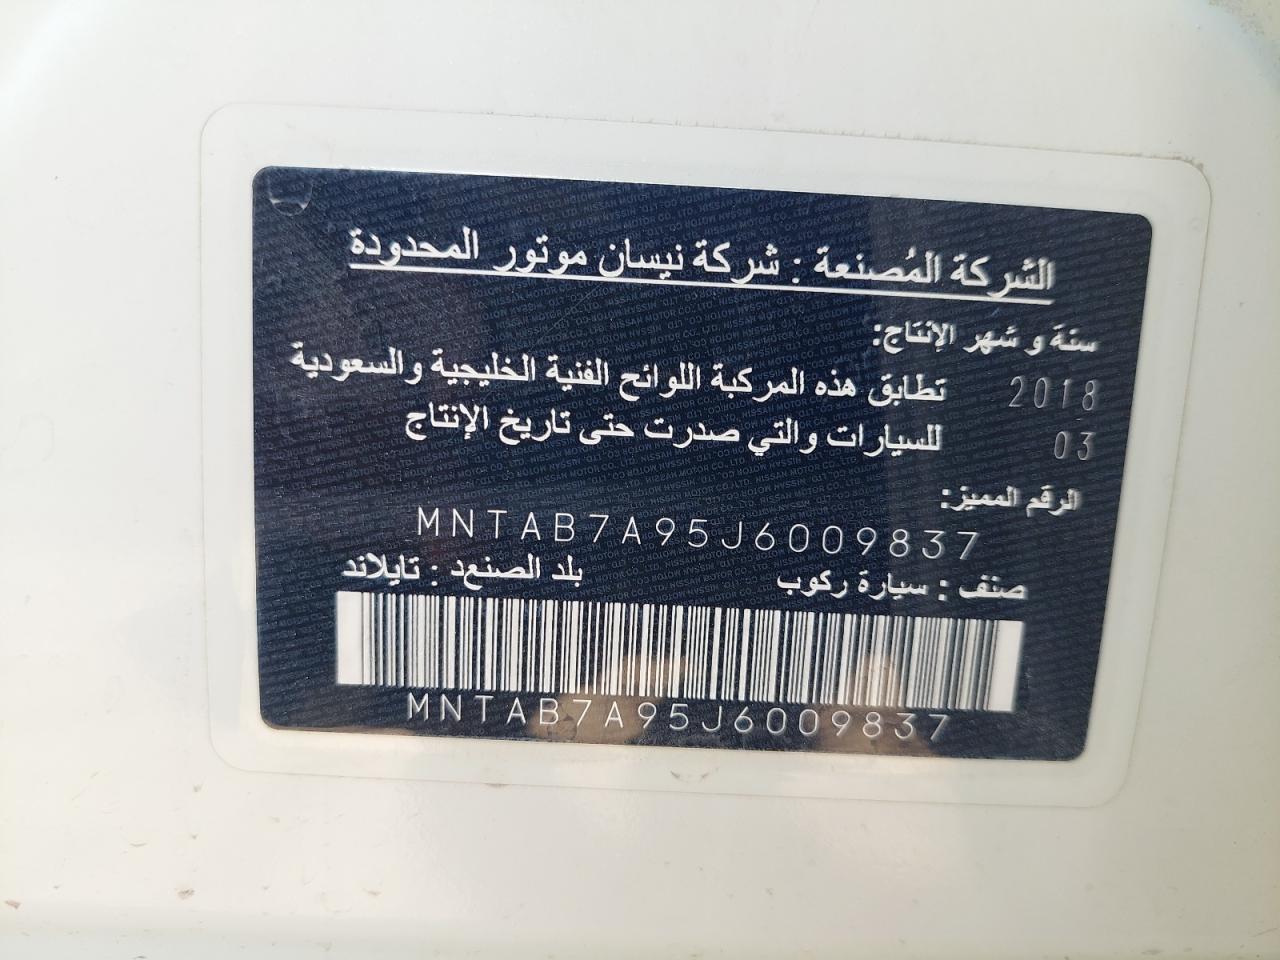 الشركة المُصنعة : شركة نيسان موتور المحدودة
سنة و شهر الإنتاج:
2018 تطابق هذه المركبة اللوائح الفنية الخليجية والسعودية
03 للسيارات والتي صدرت حتى تاريخ الإنتاج
الرقم المميز:
MNTAB7A95J6009837
صنف : سيارة ركوب بلد الصنعد : تايلاند
MNTAB7A95J6009837